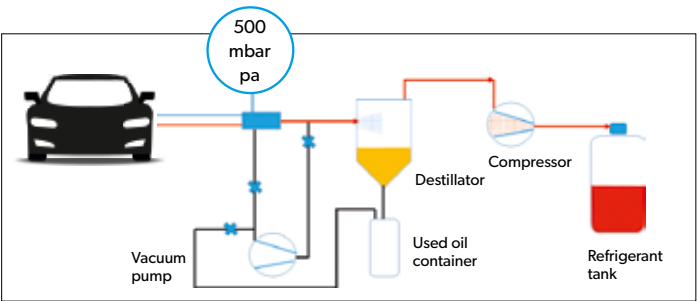 500
mbar
pa
Compressor
Destillator
Vacuum
pump
Used oil
container
Refrigerant
tank